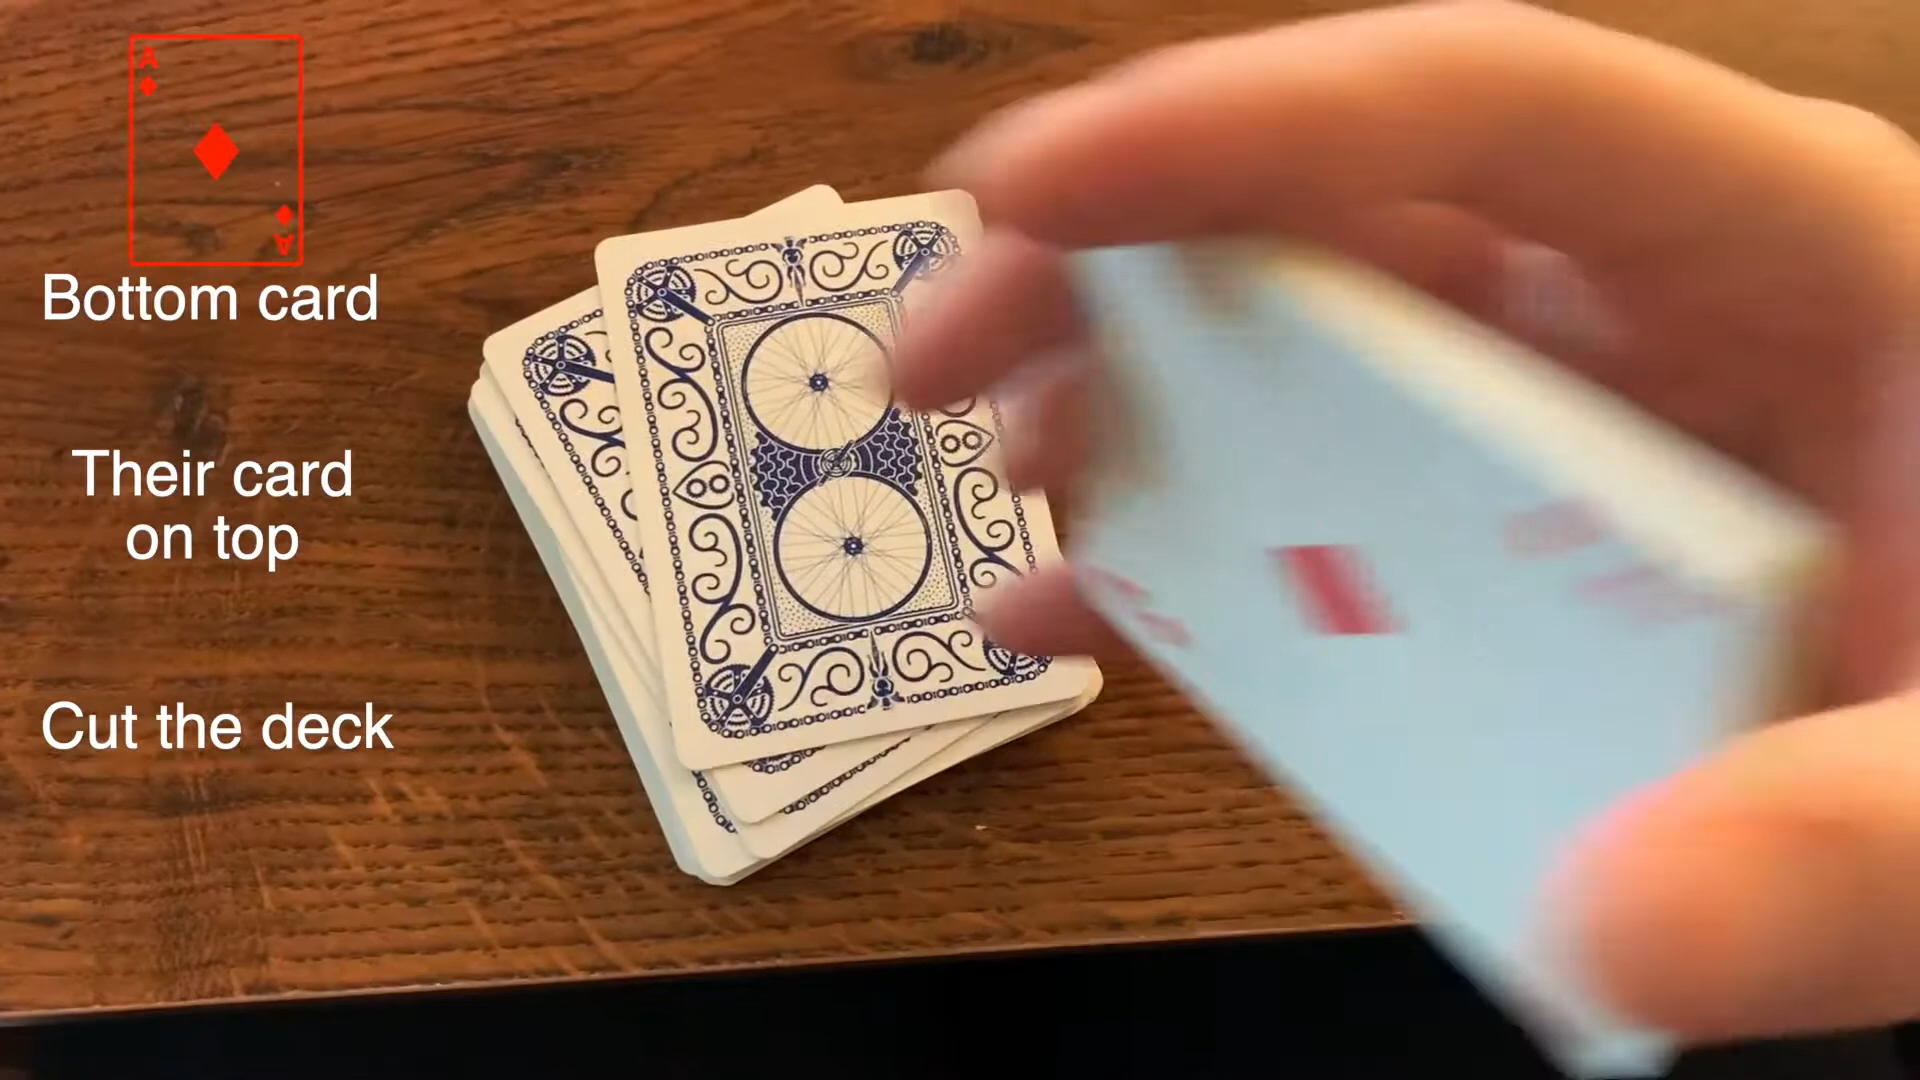 A
A
Bottom card
Their card
on top
Cut the deck